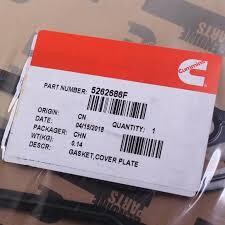 PARTS
Cummins
PART NUMBER: 5262686F
ORIGIN: CN
DATE: 04/15/2018 QUANTITY: 1
PACKAGER: CHN
WT(KG): 0.14
DESCR: GASKET,COVER PLATE